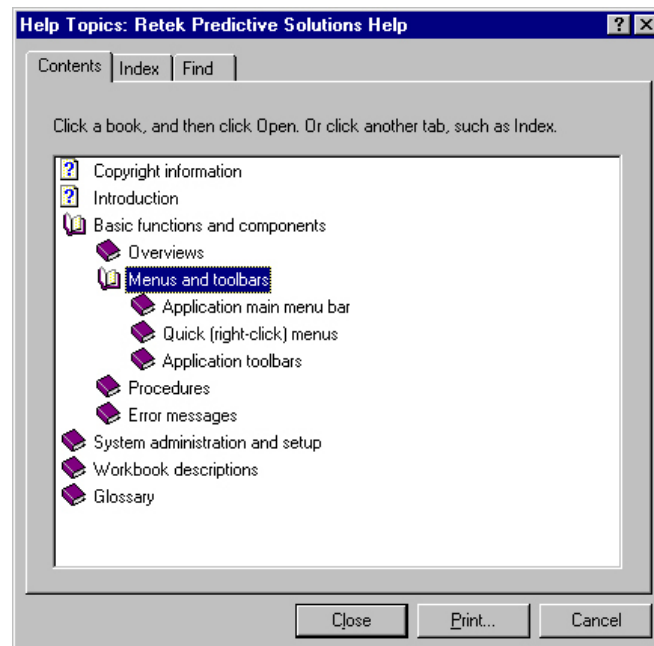 Help Topics: Retek Predictive Solutions Help
Contents Index Find
Click a book, and then click Open. Or click another tab, such as Index.
Copyright information
Introduction
Basic functions and components
Overviews
Menus and toolbars
Application main menu bar
Quick (right-click) menus
Application toolbars
Procedures
Error messages
System administration and setup
Workbook descriptions
Glossary
Close Print... Cancel